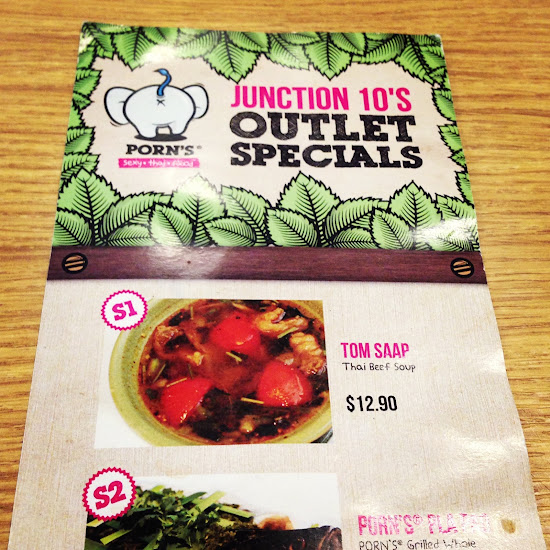 PORN'S®
sexy • thai • food
JUNCTION 10'S
OUTLET
SPECIALS
S1
TOM SAAP
Thai Beef Soup
$12.90
S2
PORN'S®
PORN'S® Grilled Whole